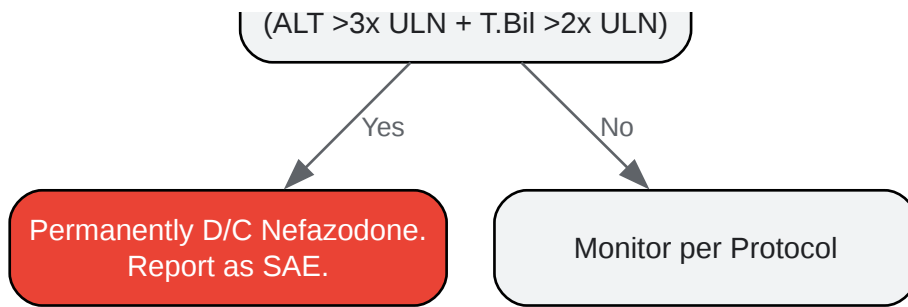 (ALT >3x ULN + T.Bil >2x ULN)
Yes
No
Permanently D/C Nefazodone.
Report as SAE.
Monitor per Protocol